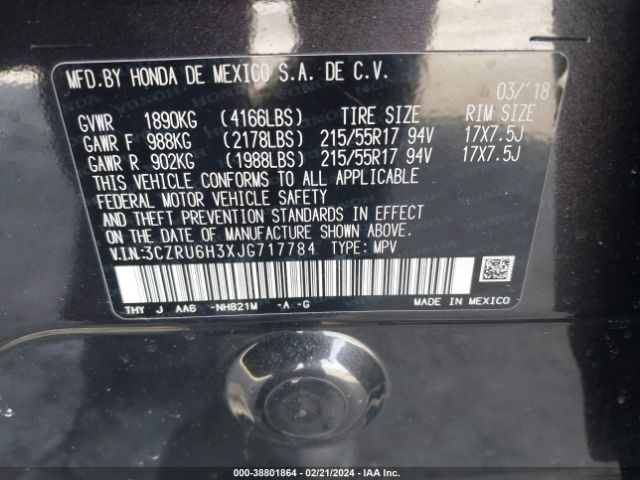 MFD.BY HONDA DE MEXICO S.A. DE C.V.
03/'18
GVWR 1890KG (4166LBS) TIRE SIZE RIM SIZE
GAWR F 988KG (2178LBS) 215/55R17 94V 17X7.5J
GAWR R 902KG (1988LBS) 215/55R17 94V 17X7.5J
THIS VEHICLE CONFORMS TO ALL APPLICABLE
FEDERAL MOTOR VEHICLE SAFETY
AND THEFT PREVENTION STANDARDS IN EFFECT
ON THE DATE OF MANUFACTURE SHOWN ABOVE.
V.I.N:3CZRU6H3XJG717784 TYPE: MPV
THY J AA6 -NH821M -A -G MADE IN MEXICO
000-38801864 - 02/21/2024 - IAA Inc.